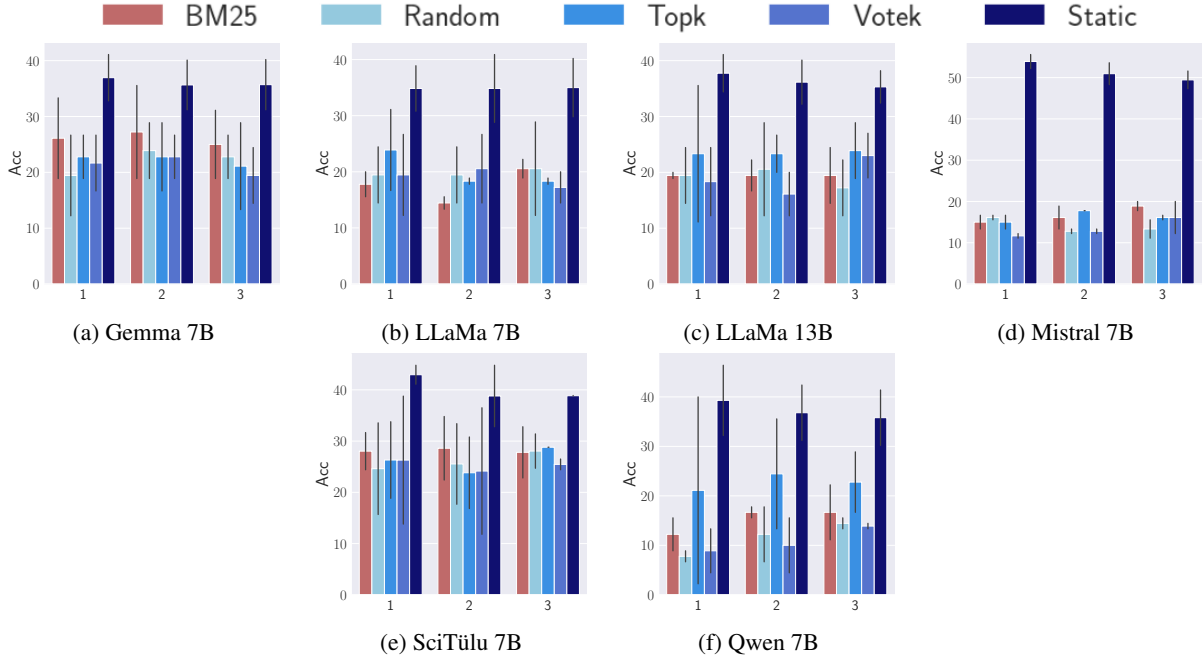 BM25 Random Topk Votek Static
40
30
20
10
0
Acc
1 2 3
(a) Gemma 7B
40
30
20
10
0
Acc
1 2 3
(b) LLaMa 7B
40
30
20
10
0
Acc
1 2 3
(c) LLaMa 13B
50
40
30
20
10
0
Acc
1 2 3
(d) Mistral 7B
40
30
20
10
0
Acc
1 2 3
(e) SciTülu 7B
40
30
20
10
0
Acc
1 2 3
(f) Qwen 7B